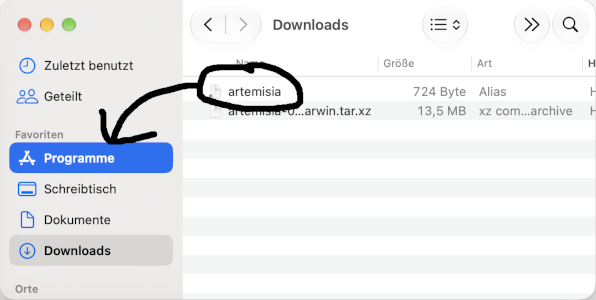 Downloads
Zuletzt benutzt
Geteilt
Favoriten
Programme
Schreibtisch
Dokumente
Downloads
Orte
Name Größe Art H
artemisia 724 Byte Alias H
artemisia-0...arwin.tar.xz 13,5 MB xz com...archive H